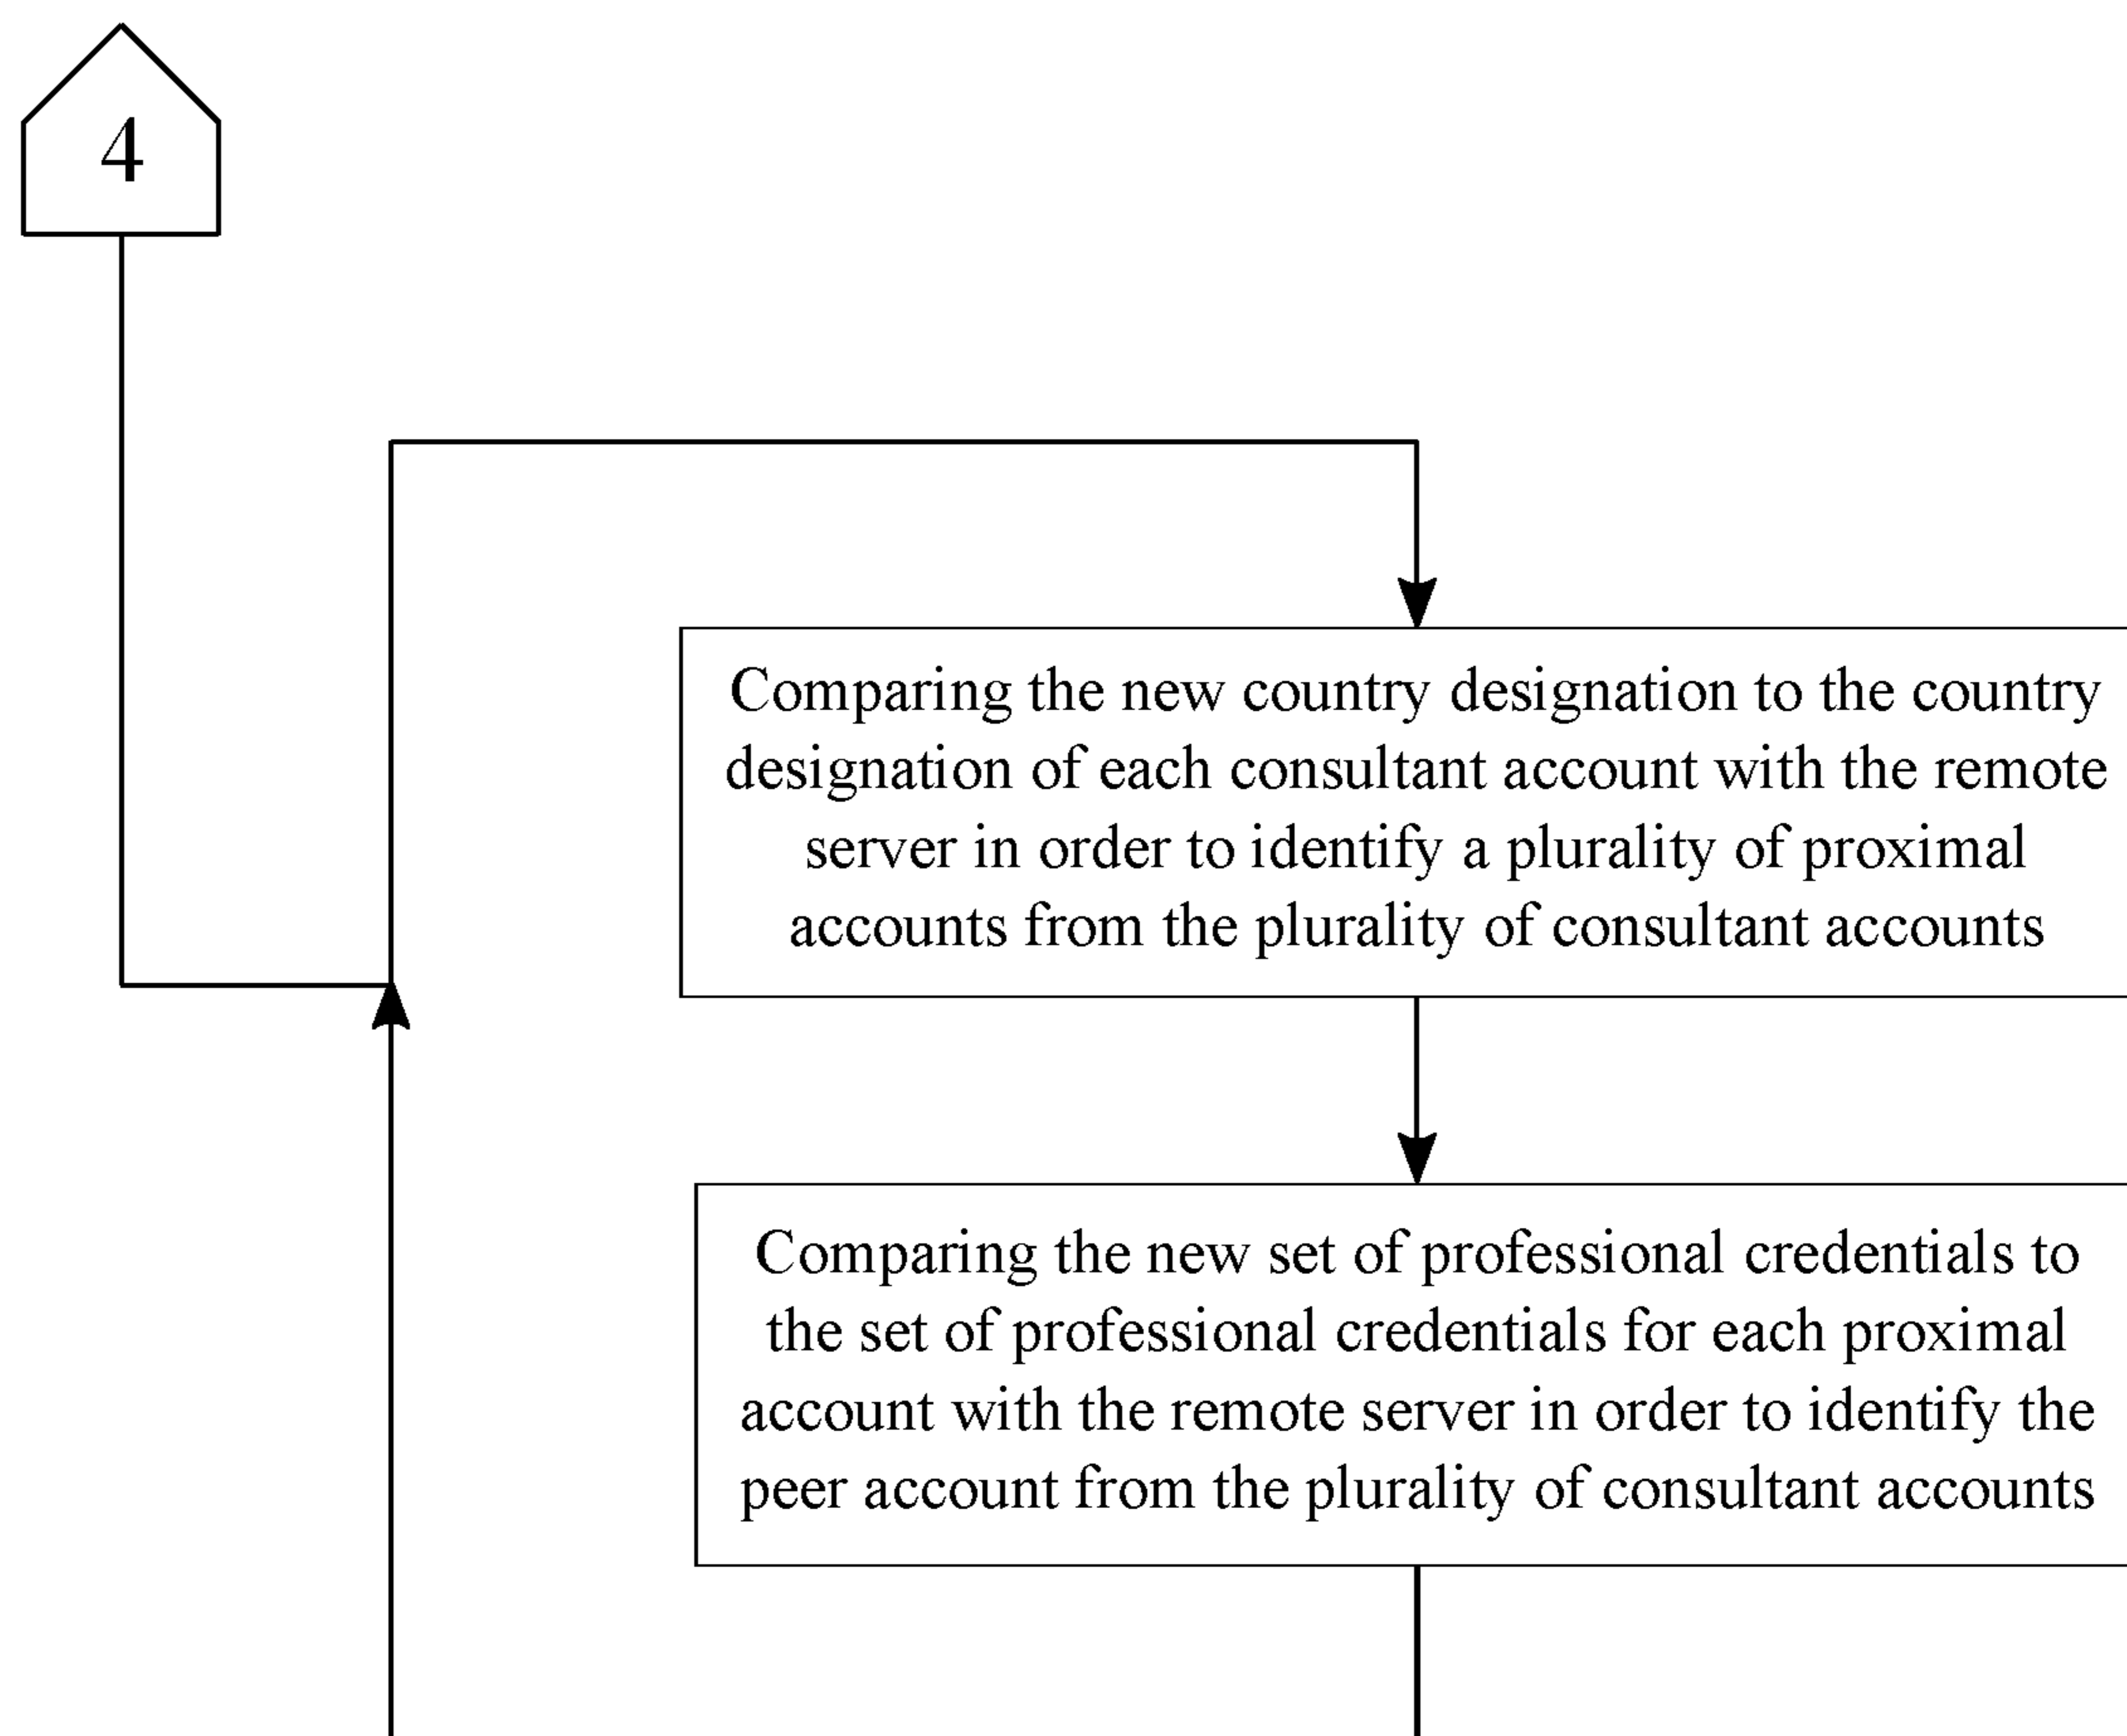 4
Comparing the new country designation to the country
designation of each consultant account with the remote
server in order to identify a plurality of proximal
accounts from the plurality of consultant accounts
Comparing the new set of professional credentials to
the set of professional credentials for each proximal
account with the remote server in order to identify the
peer account from the plurality of consultant accounts